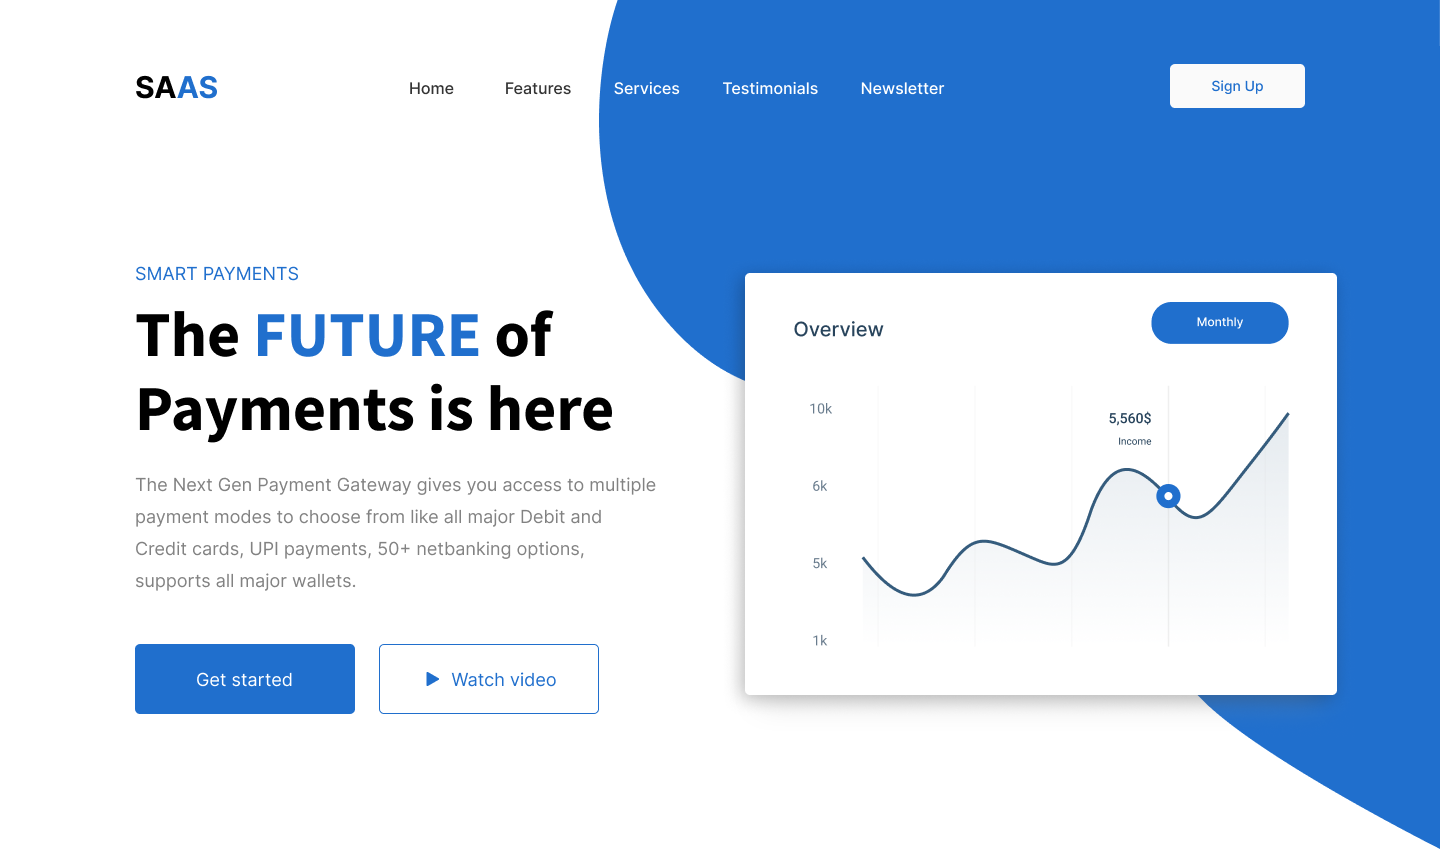 SAAS
Home Features Services Testimonials Newsletter
Sign Up
SMART PAYMENTS
The FUTURE of
Payments is here
The Next Gen Payment Gateway gives you access to multiple
payment modes to choose from like all major Debit and
Credit cards, UPI payments, 50+ netbanking options,
supports all major wallets.
Get started
Watch video
Overview
Monthly
10k
6k
5k
1k
5,560$
Income